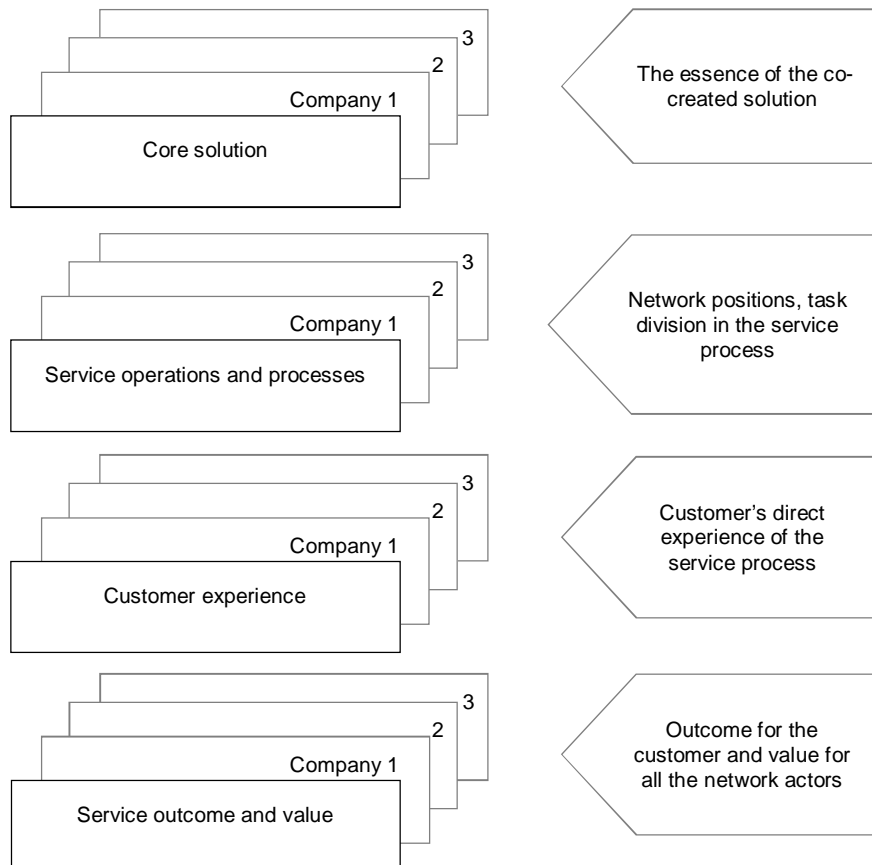 3
2
Company 1
Core solution
The essence of the co-
created solution
3
2
Company 1
Service operations and processes
Network positions, task
division in the service
process
3
2
Company 1
Customer experience
Customer’s direct
experience of the
service process
3
2
Company 1
Service outcome and value
Outcome for the
customer and value for
all the network actors